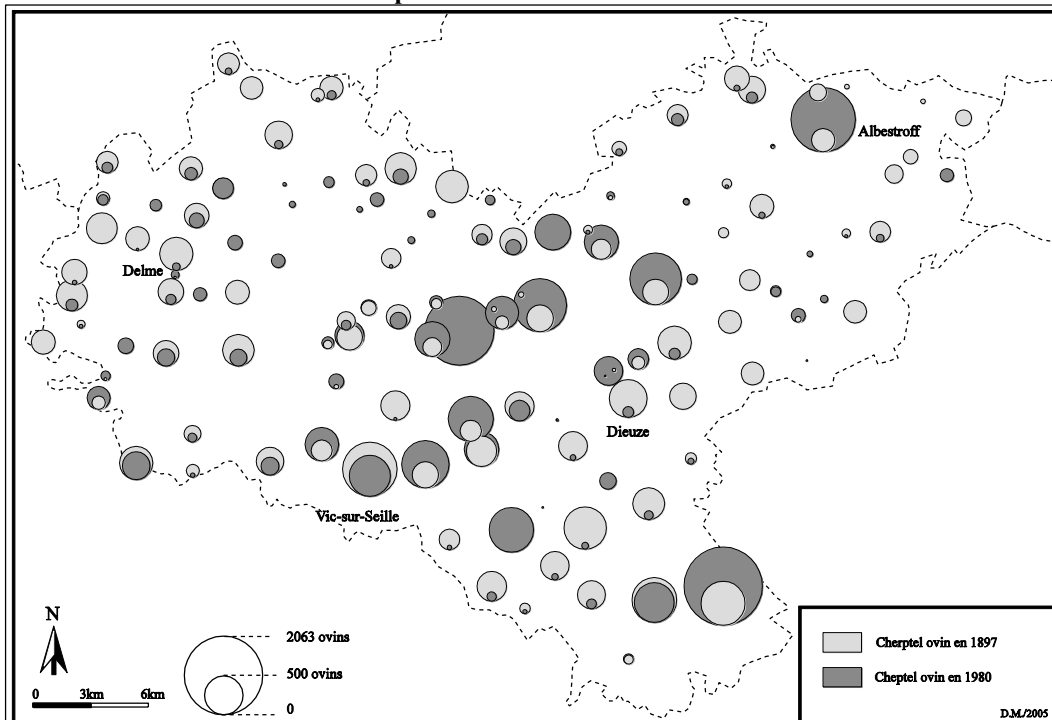 Albestroff
Delme
Dieuze
Vic-sur-Seille
N
0 3km 6km
2063 ovins
500 ovins
0
Cherptel ovin en 1897
Cheptel ovin en 1980
D.M./2005